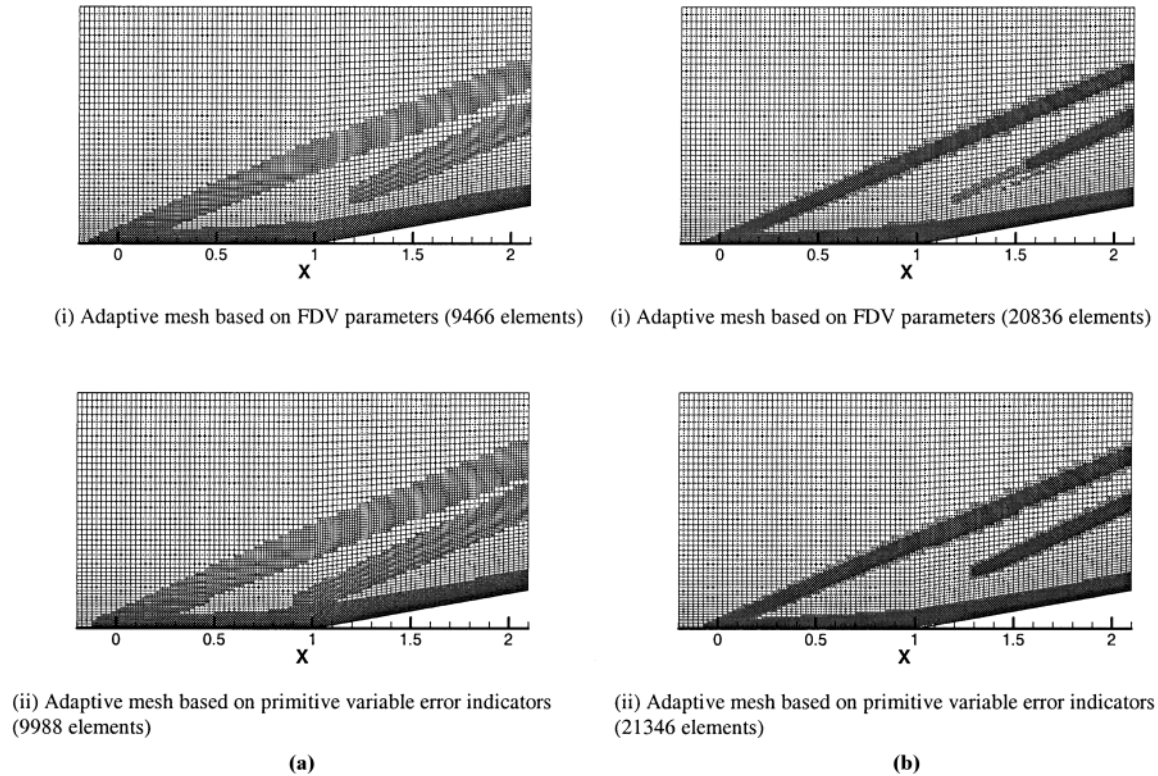 0 0.5 1 1.5 2
X
0 0.5 1 1.5 2
X
(i) Adaptive mesh based on FDV parameters (9466 elements)
(i) Adaptive mesh based on FDV parameters (20836 elements)
0 0.5 1 1.5 2
X
0 0.5 1 1.5 2
X
(ii) Adaptive mesh based on primitive variable error indicators
(9988 elements)
(ii) Adaptive mesh based on primitive variable error indicators
(21346 elements)
(a)
(b)